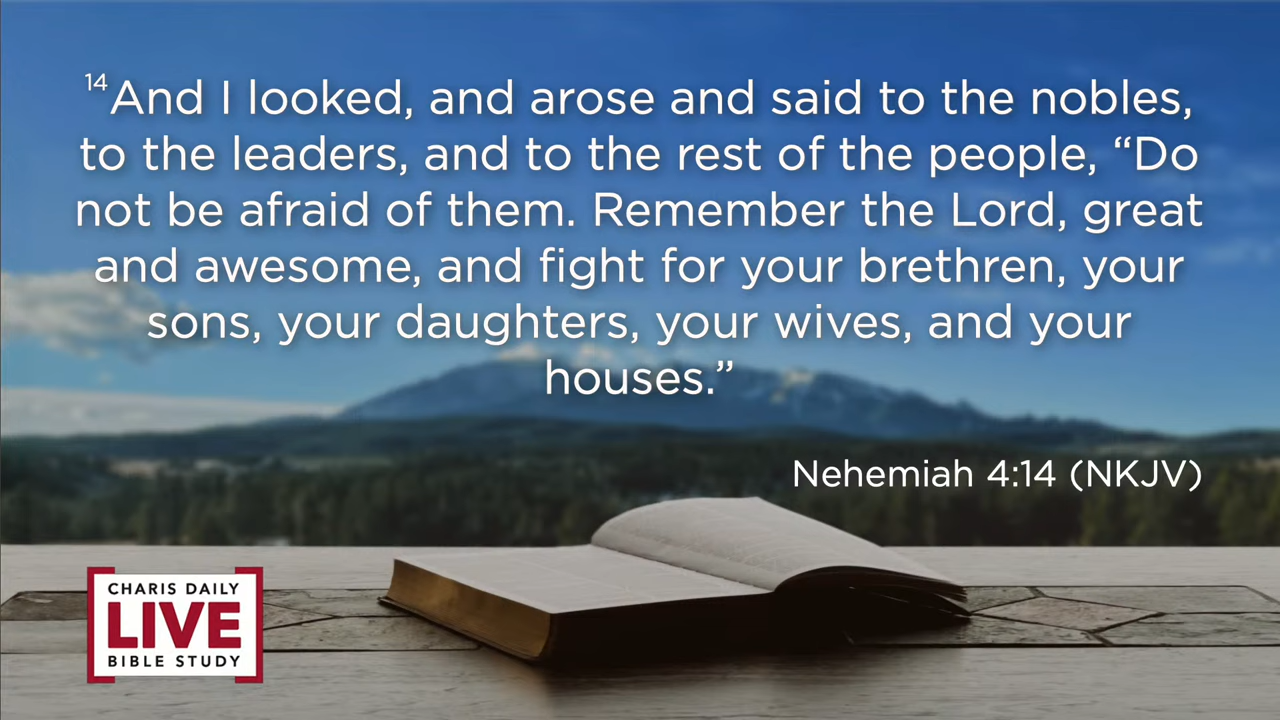 14 And I looked, and arose and said to the nobles,
to the leaders, and to the rest of the people, “Do
not be afraid of them. Remember the Lord, great
and awesome, and fight for your brethren, your
sons, your daughters, your wives, and your
houses.”
Nehemiah 4:14 (NKJV)
CHARIS DAILY
LIVE
BIBLE STUDY